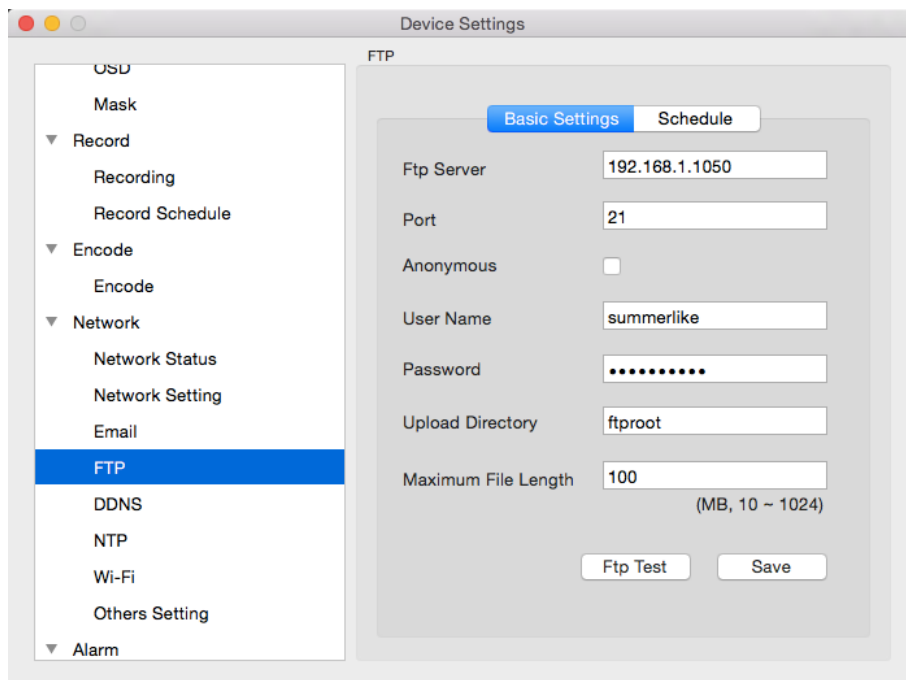 Device Settings
OSD
Mask
Record
Recording
Record Schedule
Encode
Encode
Network
Network Status
Network Setting
Email
FTP
DDNS
NTP
Wi-Fi
Others Setting
Alarm
FTP
Basic Settings Schedule
Ftp Server 192.168.1.1050
Port 21
Anonymous
User Name summerlike
Password ••••••••••
Upload Directory ftproot
Maximum File Length 100
(MB, 10 ~ 1024)
Ftp Test Save